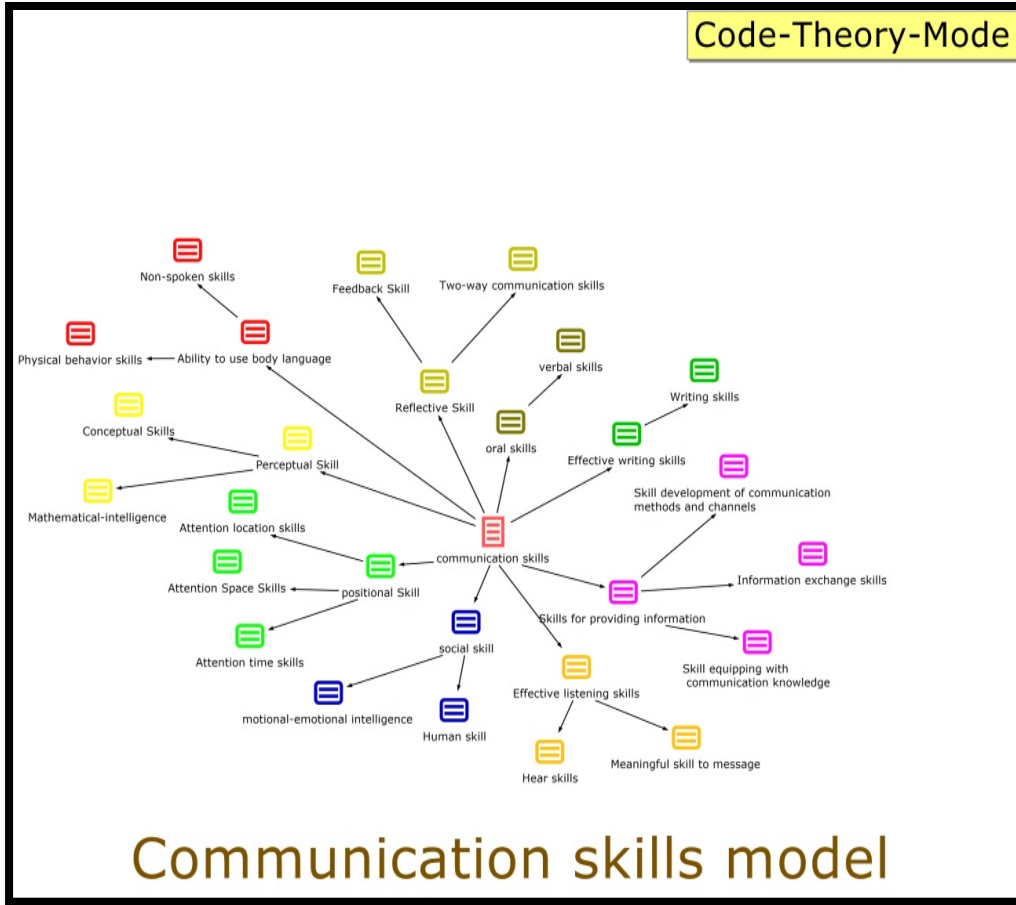 Code-Theory-Mode
Non-spoken skills
Feedback Skill
Two-way communication skills
Physical behavior skills
Ability to use body language
verbal skills
Writing skills
Conceptual Skills
Reflective Skill
oral skills
Effective writing skills
Perceptual Skill
Mathematical-intelligence
Skill development of communication
methods and channels
Attention location skills
communication skills
Information exchange skills
Attention Space Skills
positional Skill
Skills for providing information
Attention time skills
social skill
Skill equipping with
communication knowledge
Effective listening skills
motional-emotional intelligence
Human skill
Hear skills
Meaningful skill to message
Communication skills model